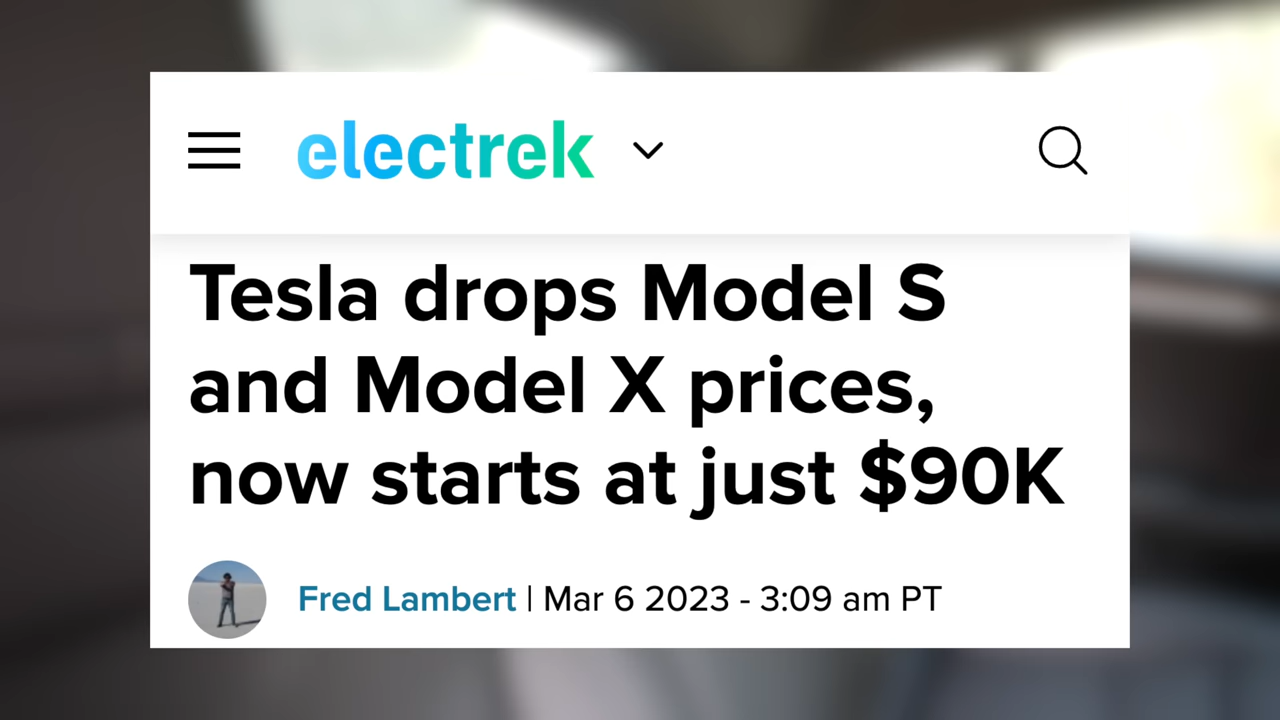 electrek
Tesla drops Model S
and Model X prices,
now starts at just $90K
Fred Lambert | Mar 6 2023 - 3:09 am PT